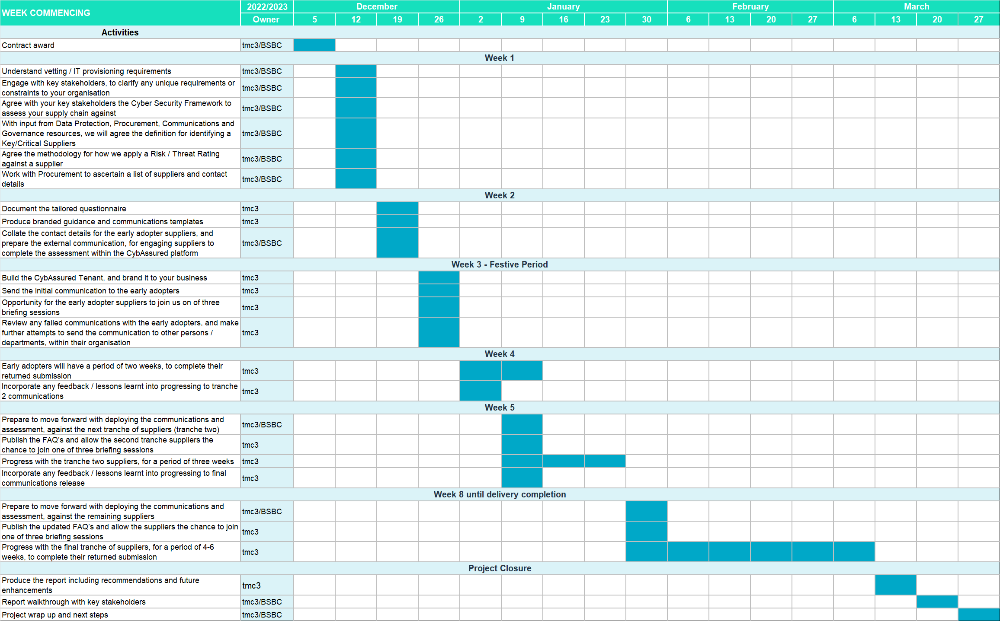 WEEK COMMENCING 2022/2023 December January February March
Owner 5 12 19 26 2 9 16 23 30 6 13 20 27 6 13 20 27
Activities
Contract award tmc3/BSBC
Week 1
Understand vetting / IT provisioning requirements tmc3/BSBC
Engage with key stakeholders, to clarify any unique requirements or
constraints to your organisation
tmc3/BSBC
Agree with your key stakeholders the Cyber Security Framework to
assess your supply chain against
tmc3/BSBC
With input from Data Protection, Procurement, Communications and
Governance resources, we will agree the definition for identifying a
Key/Critical Suppliers
tmc3/BSBC
Agree the methodology for how we apply a Risk / Threat Rating
against a supplier
tmc3/BSBC
Work with Procurement to ascertain a list of suppliers and contact
details
tmc3/BSBC
Week 2
Document the tailored questionnaire tmc3
Produce branded guidance and communications templates tmc3
Collate the contact details for the early adopter suppliers, and
prepare the external communication, for engaging suppliers to
complete the assessment within the CybAssured platform
tmc3/BSBC
Week 3 - Festive Period
Build the CybAssured Tenant, and brand it to your business tmc3
Send the initial communication to the early adopters tmc3
Opportunity for the early adopter suppliers to join us on of three
briefing sessions
tmc3
Review any failed communications with the early adopters, and make
further attempts to send the communication to other persons /
departments, within their organisation
tmc3
Week 4
Early adopters will have a period of two weeks, to complete their
returned submission
tmc3
Incorporate any feedback / lessons learnt into progressing to tranche
2 communications
tmc3
Week 5
Prepare to move forward with deploying the communications and
assessment, against the next tranche of suppliers (tranche two)
tmc3/BSBC
Publish the FAQ's and allow the second tranche suppliers the
chance to join one of three briefing sessions
tmc3
Progress with the tranche two suppliers, for a period of three weeks tmc3
Incorporate any feedback / lessons learnt into progressing to final
communications release
tmc3
Week 8 until delivery completion
Prepare to move forward with deploying the communications and
assessment, against the remaining suppliers
tmc3/BSBC
Publish the updated FAQ's and allow the suppliers the chance to join
one of three briefing sessions
tmc3
Progress with the final tranche of suppliers, for a period of 4-6
weeks, to complete their returned submission
tmc3
Project Closure
Produce the report including recommendations and future
enhancements
tmc3
Report walkthrough with key stakeholders tmc3/BSBC
Project wrap up and next steps tmc3/BSBC